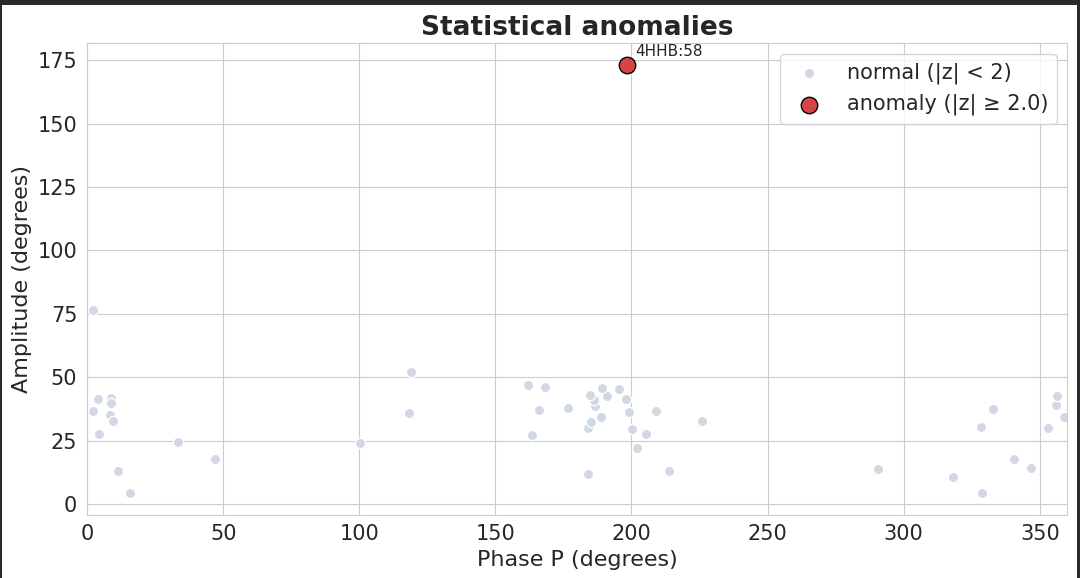 Statistical anomalies
4HHB:58
normal (|z| < 2)
anomaly (|z| ≥ 2.0)
Amplitude (degrees)
175
150
125
100
75
50
25
0
0 50 100 150 200 250 300 350
Phase P (degrees)